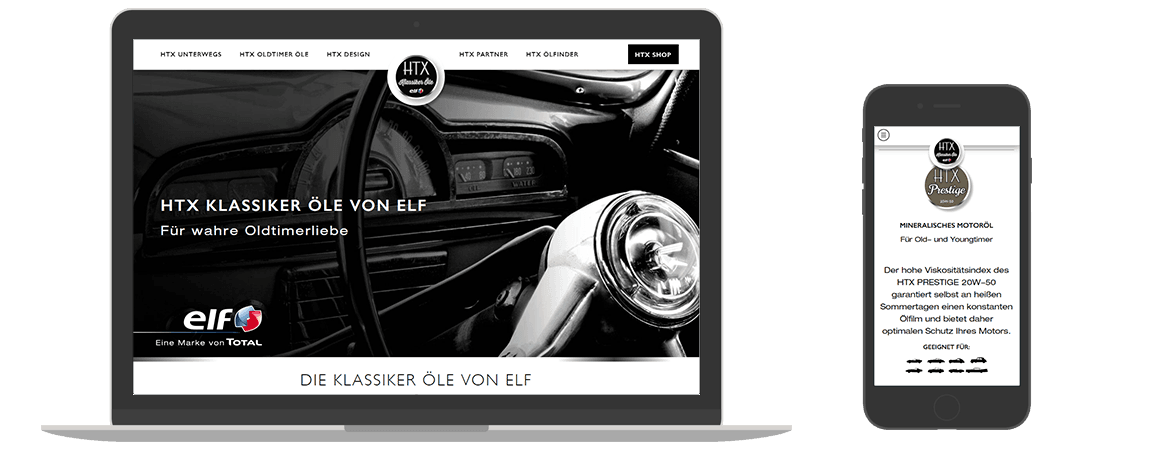 HTX UNTERWEGS
HTX OLDTIMER ÖLE
HTX DESIGN
HTX PARTNER
HTX ÖLFINDER
HTX SHOP
HTX
Klassiker Öle
elf
WATER
HTX KLASSIKER ÖLE VON ELF
Für wahre Oldtimerliebe
elf
Eine Marke von TOTAL
DIE KLASSIKER ÖLE VON ELF
HTX
Klassiker Öle
HTX
Prestige
20W-50
MINERALISCHES MOTORÖL
Für Old- und Youngtimer
Der hohe Viskositätsindex des
HTX PRESTIGE 20W-50
garantiert selbst an heißen
Sommertagen einen konstanten
Ölfilm und bietet daher
optimalen Schutz Ihres Motors.
GEEIGNET FÜR: